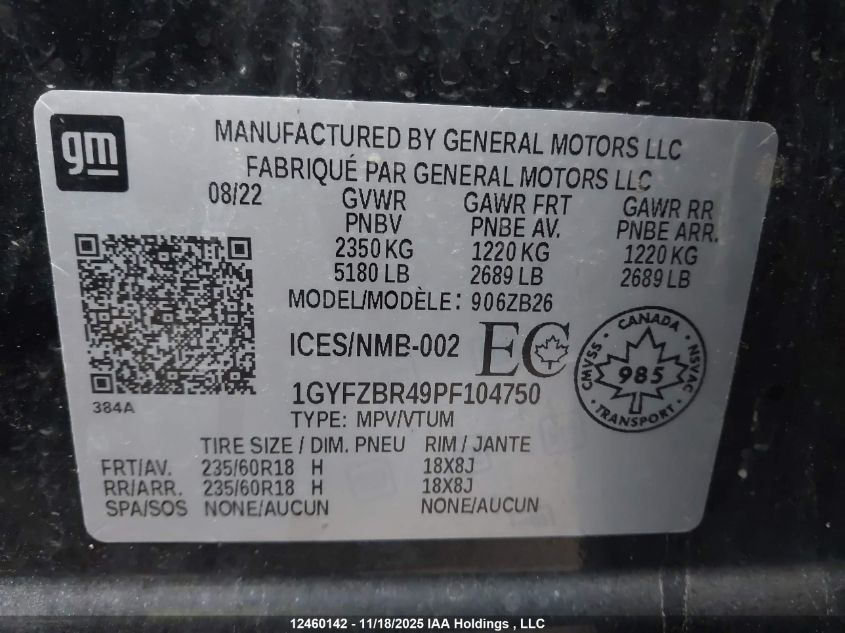 gm
MANUFACTURED BY GENERAL MOTORS LLC
FABRIQUÉ PAR GENERAL MOTORS LLC
08/22 GVWR GAWR FRT GAWR RR
PNBV PNBE AV. PNBE ARR.
2350 KG 1220 KG 1220 KG
5180 LB 2689 LB 2689 LB
MODEL/MODÈLE: 906ZB26
ICES/NMB-002 EC
CANADA
CMVSS 985 NSVAC
TRANSPORT
1GYFZBR49PF104750
384A
TYPE: MPV/VTUM
TIRE SIZE / DIM. PNEU RIM / JANTE
FRT/AV. 235/60R18 H 18X8J
RR/ARR. 235/60R18 H 18X8J
SPA/SOS NONE/AUCUN NONE/AUCUN
12460142 - 11/18/2025 IAA Holdings , LLC